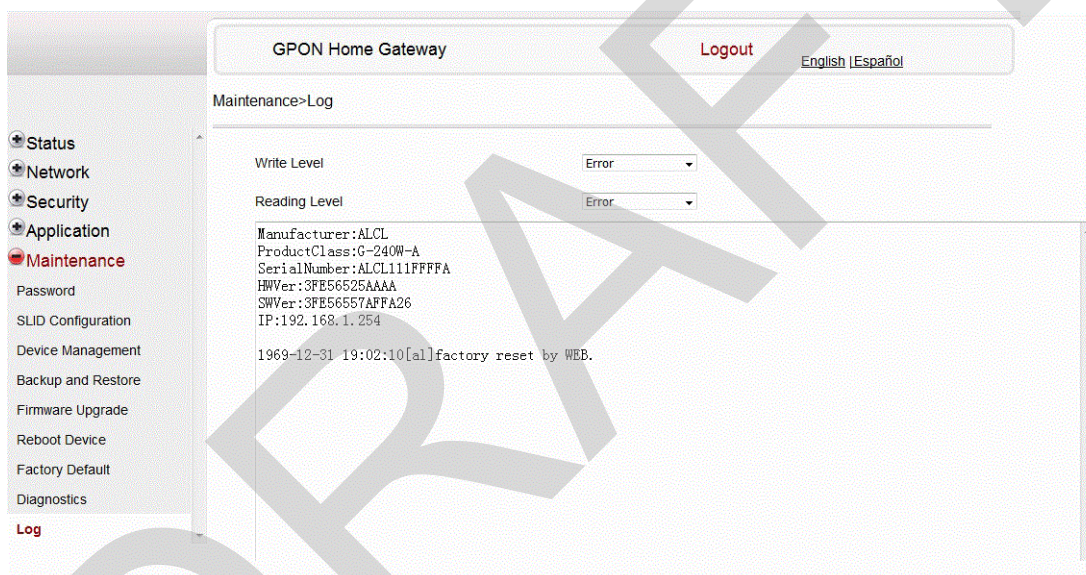 GPON Home Gateway
Logout
English | Español
Maintenance>Log
Status
Network
Security
Application
Maintenance
Password
SLID Configuration
Device Management
Backup and Restore
Firmware Upgrade
Reboot Device
Factory Default
Diagnostics
Log
Write Level Error
Reading Level Error
Manufacturer:ALCL
ProductClass:G-240W-A
SerialNumber:ALCL111FFFFA
HWVer:3FE56525AAAA
SWVer:3FE56557AFFA26
IP:192.168.1.254
1969-12-31 19:02:10[al]factory reset by WEB.